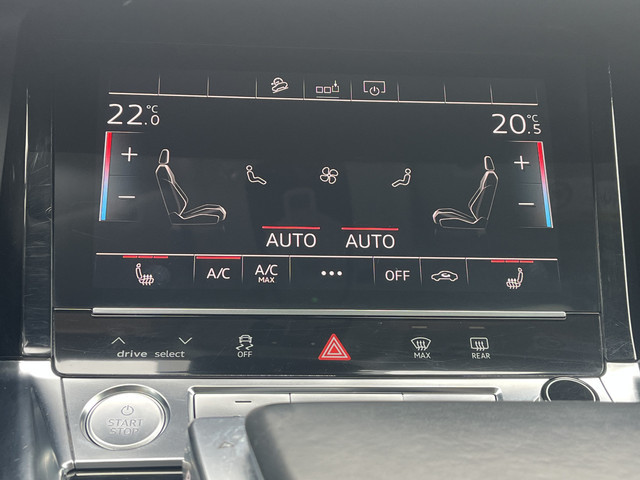 22.0 °C
20.5 °C
+ +
− −
AUTO AUTO
A/C A/C MAX ••• OFF
drive select OFF MAX REAR
START STOP